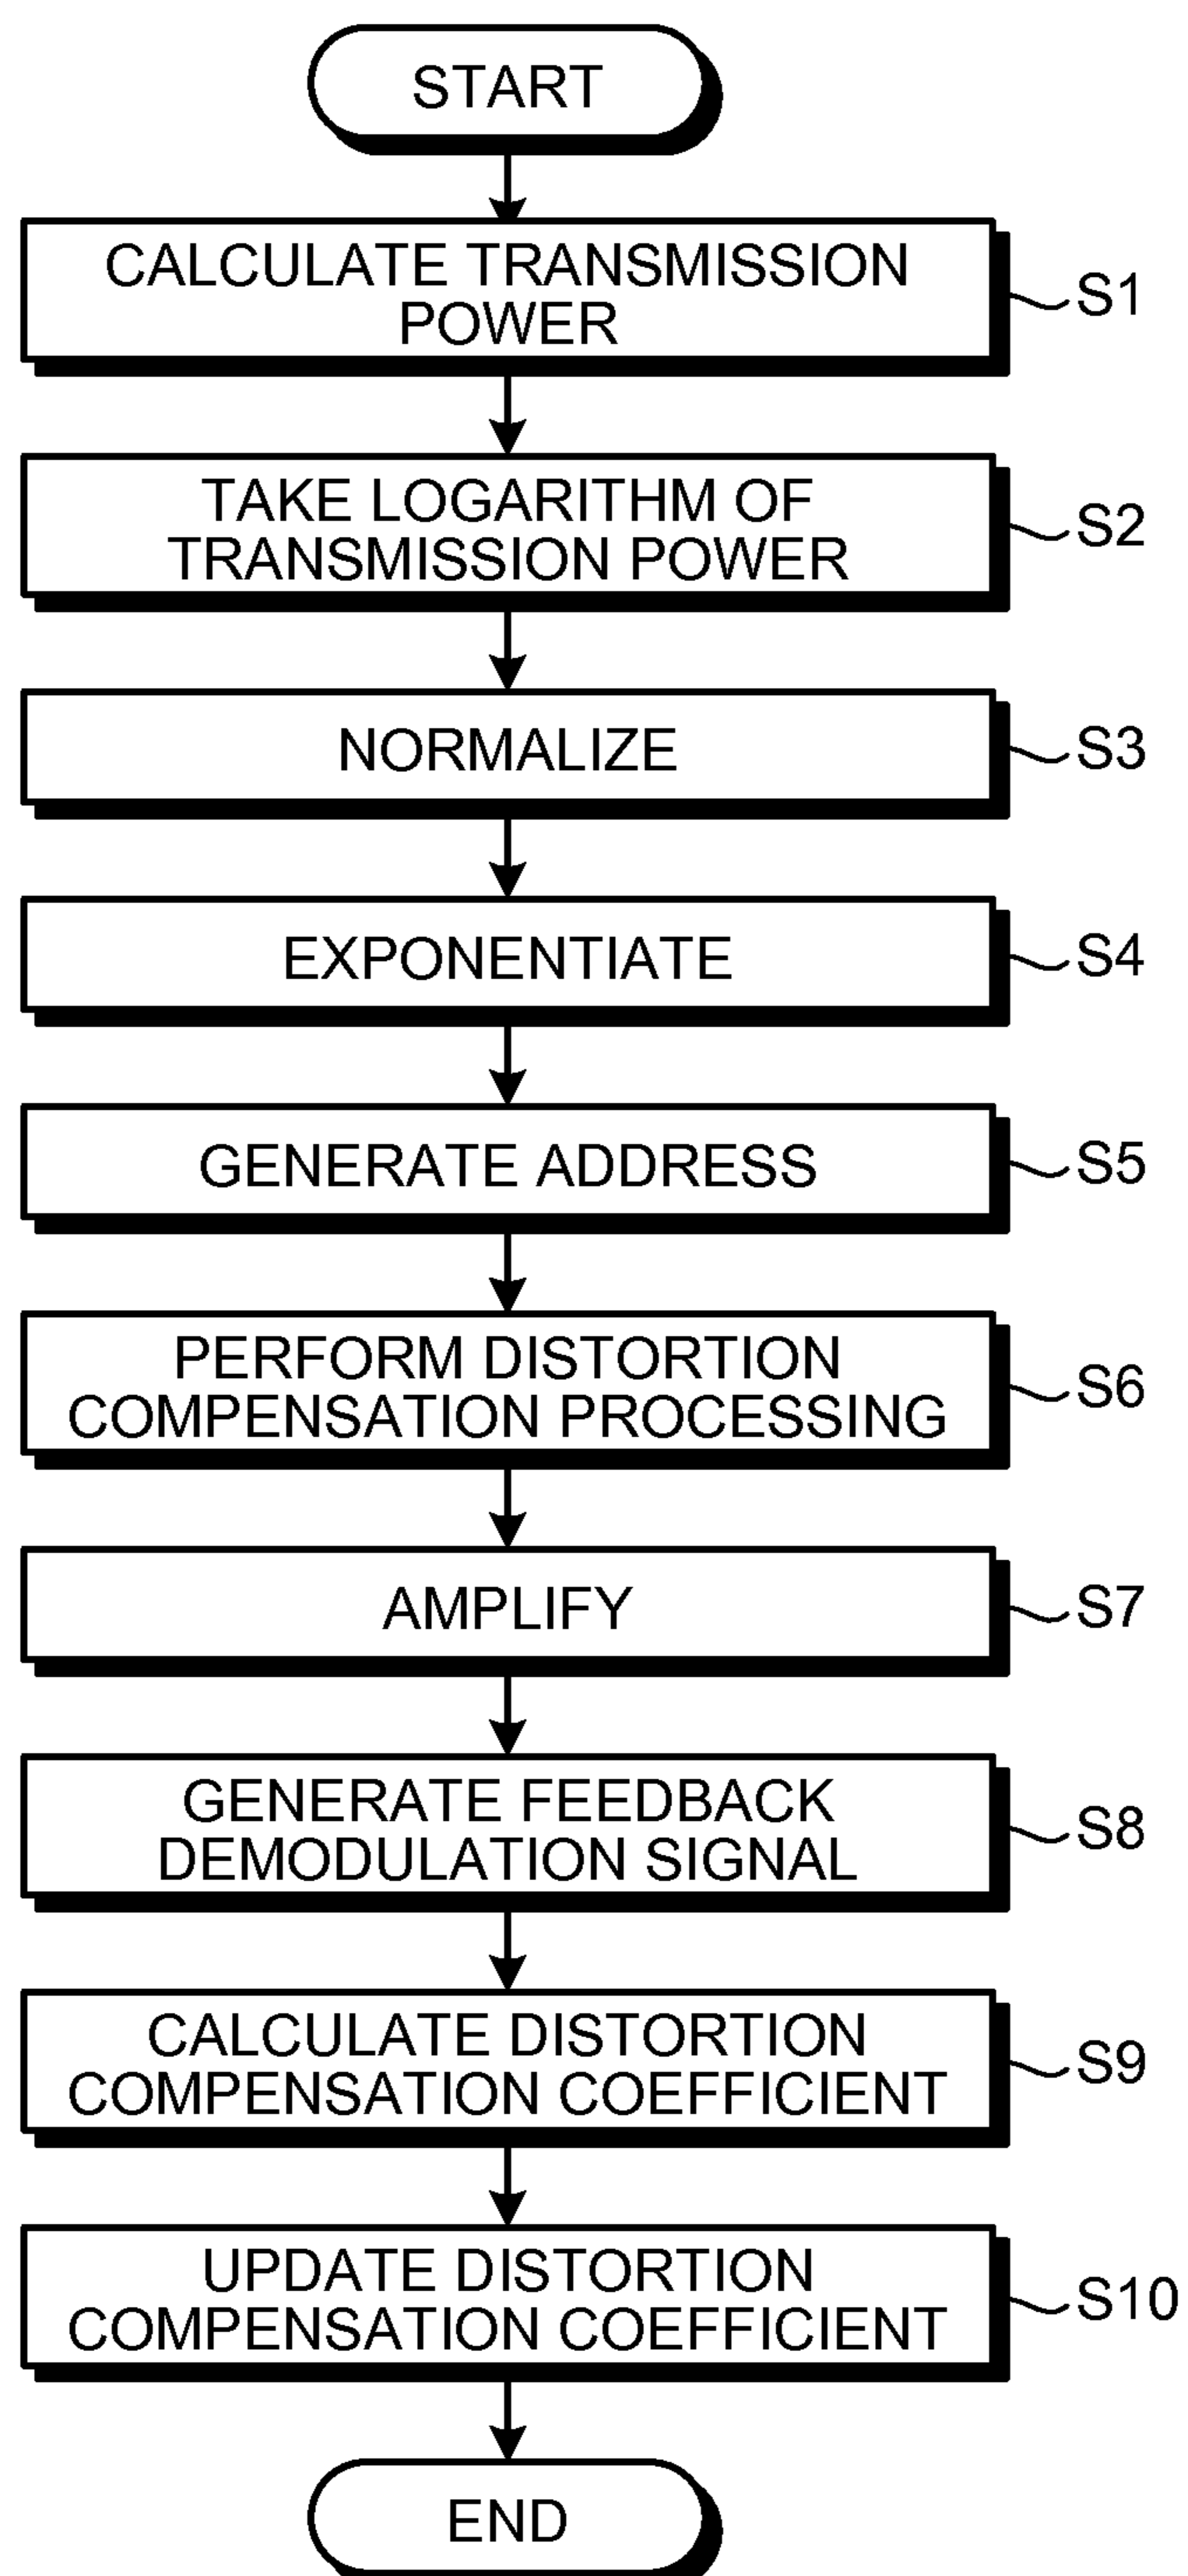 START
CALCULATE TRANSMISSION
POWER
S1
TAKE LOGARITHM OF
TRANSMISSION POWER
S2
NORMALIZE
S3
EXPONENTIATE
S4
GENERATE ADDRESS
S5
PERFORM DISTORTION
COMPENSATION PROCESSING
S6
AMPLIFY
S7
GENERATE FEEDBACK
DEMODULATION SIGNAL
S8
CALCULATE DISTORTION
COMPENSATION COEFFICIENT
S9
UPDATE DISTORTION
COMPENSATION COEFFICIENT
S10
END